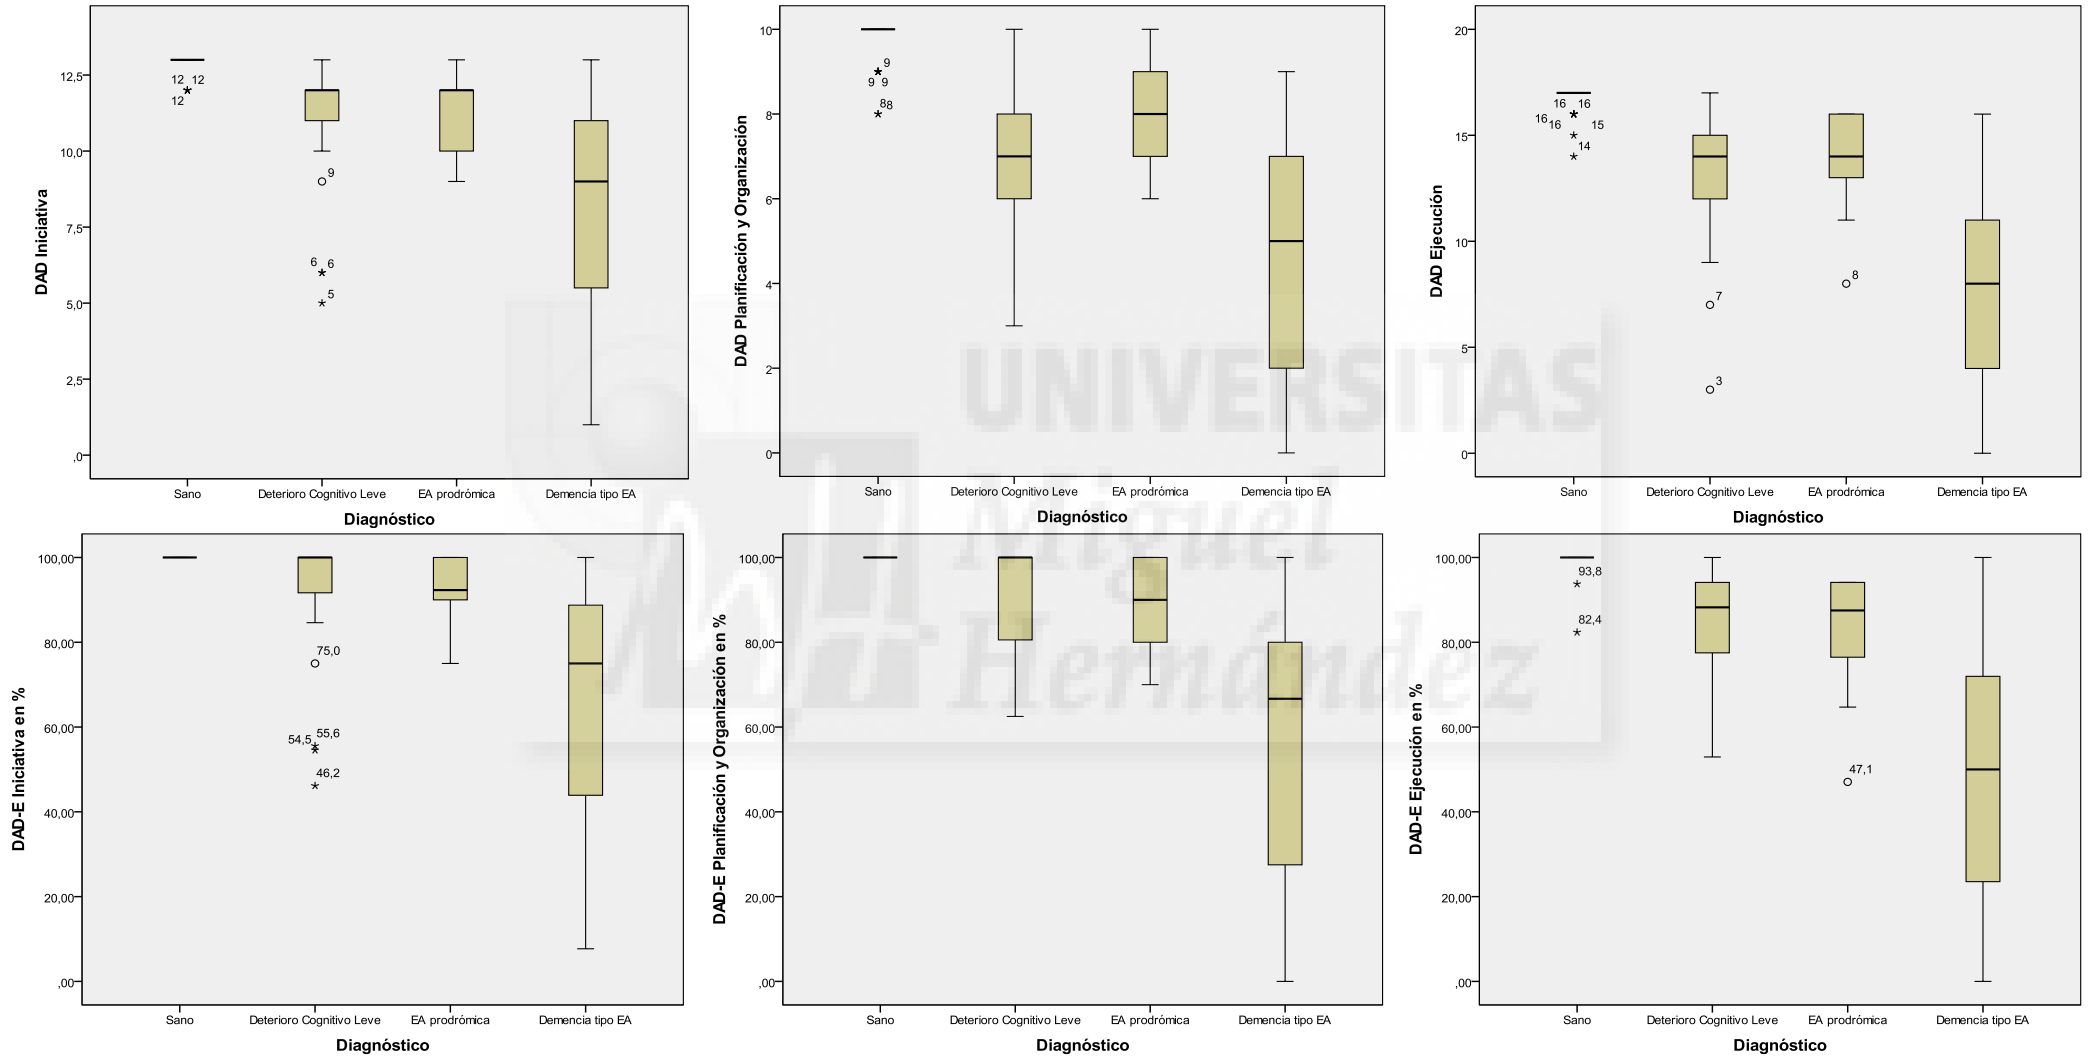 DAD Iniciativa
12,5
10,0
7,5
5,0
2,5
,0
12 12
12
9
6 6
5
Sano Deterioro Cognitivo Leve EA prodrómica Demencia tipo EA
Diagnóstico
DAD Planificación y Organización
10
8
6
4
2
0
9
9 9
88
Sano Deterioro Cognitivo Leve EA prodrómica Demencia tipo EA
Diagnóstico
DAD Ejecución
20
15
10
5
0
16 16
16 16 15
14
7
3
8
Sano Deterioro Cognitivo Leve EA prodrómica Demencia tipo EA
Diagnóstico
DAD-E Iniciativa en %
100,00
80,00
60,00
40,00
20,00
,00
75,0
54,5 55,6
46,2
Sano Deterioro Cognitivo Leve EA prodrómica Demencia tipo EA
Diagnóstico
DAD-E Planificación y Organización en %
100,00
80,00
60,00
40,00
20,00
,00
Sano Deterioro Cognitivo Leve EA prodrómica Demencia tipo EA
Diagnóstico
DAD-E Ejecución en %
100,00
80,00
60,00
40,00
20,00
,00
93,8
82,4
47,1
Sano Deterioro Cognitivo Leve EA prodrómica Demencia tipo EA
Diagnóstico
UNIVERSITAS
Miguel
Hernández